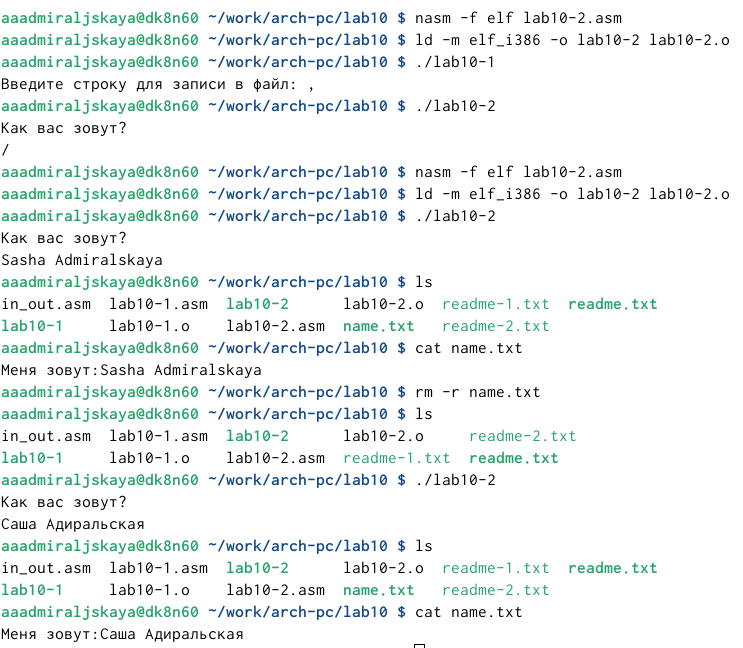 aaadmiraljskaya@dk8n60 ~/work/arch-pc/lab10 $ nasm -f elf lab10-2.asm
aaadmiraljskaya@dk8n60 ~/work/arch-pc/lab10 $ ld -m elf_i386 -o lab10-2 lab10-2.o
aaadmiraljskaya@dk8n60 ~/work/arch-pc/lab10 $ ./lab10-1
Введите строку для записи в файл: ,
aaadmiraljskaya@dk8n60 ~/work/arch-pc/lab10 $ ./lab10-2
Как вас зовут?
/
aaadmiraljskaya@dk8n60 ~/work/arch-pc/lab10 $ nasm -f elf lab10-2.asm
aaadmiraljskaya@dk8n60 ~/work/arch-pc/lab10 $ ld -m elf_i386 -o lab10-2 lab10-2.o
aaadmiraljskaya@dk8n60 ~/work/arch-pc/lab10 $ ./lab10-2
Как вас зовут?
Sasha Admiralskaya
aaadmiraljskaya@dk8n60 ~/work/arch-pc/lab10 $ ls
in_out.asm  lab10-1.asm  lab10-2      lab10-2.o  readme-1.txt  readme.txt
lab10-1     lab10-1.o    lab10-2.asm  name.txt   readme-2.txt
aaadmiraljskaya@dk8n60 ~/work/arch-pc/lab10 $ cat name.txt
Меня зовут:Sasha Admiralskaya
aaadmiraljskaya@dk8n60 ~/work/arch-pc/lab10 $ rm -r name.txt
aaadmiraljskaya@dk8n60 ~/work/arch-pc/lab10 $ ls
in_out.asm  lab10-1.asm  lab10-2      lab10-2.o     readme-2.txt
lab10-1     lab10-1.o    lab10-2.asm  readme-1.txt  readme.txt
aaadmiraljskaya@dk8n60 ~/work/arch-pc/lab10 $ ./lab10-2
Как вас зовут?
Саша Адиральская
aaadmiraljskaya@dk8n60 ~/work/arch-pc/lab10 $ ls
in_out.asm  lab10-1.asm  lab10-2      lab10-2.o  readme-1.txt  readme.txt
lab10-1     lab10-1.o    lab10-2.asm  name.txt   readme-2.txt
aaadmiraljskaya@dk8n60 ~/work/arch-pc/lab10 $ cat name.txt
Меня зовут:Саша Адиральская